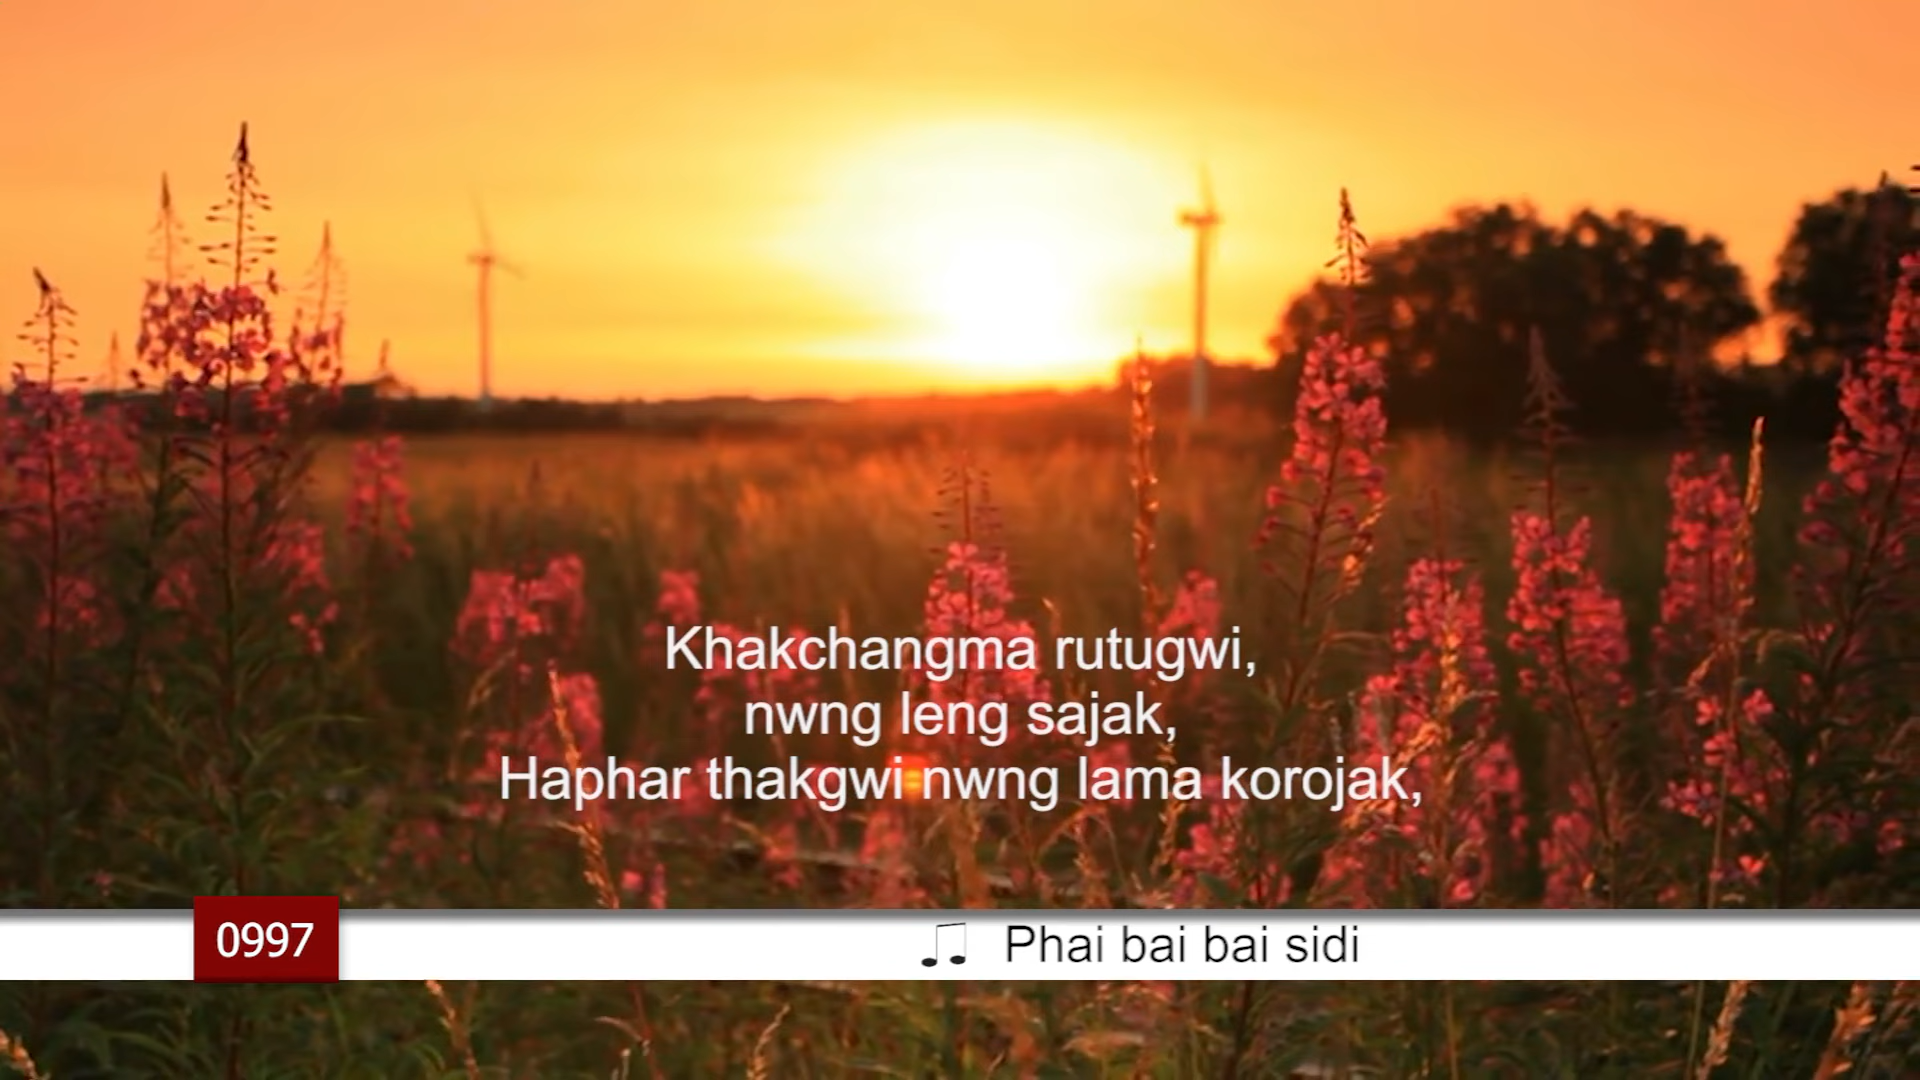 Khakchangma rutugwi,
nwng leng sajak,
Haphar thakgwi nwng lama korojak,
0997
Phai bai bai sidi